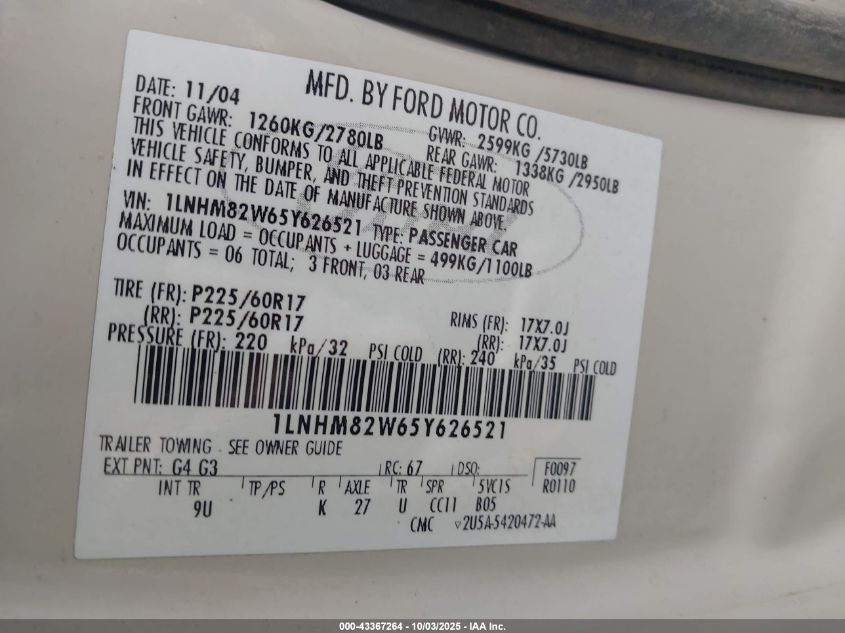 MFD. BY FORD MOTOR CO.
DATE: 11/04
GVWR: 2599KG /5730LB
FRONT GAWR: 1260KG/2780LB
REAR GAWR: 1338KG /2950LB
THIS VEHICLE CONFORMS TO ALL APPLICABLE FEDERAL MOTOR
VEHICLE SAFETY, BUMPER, AND THEFT PREVENTION STANDARDS
IN EFFECT ON THE DATE OF MANUFACTURE SHOWN ABOVE.
VIN: 1LNHM82W65Y626521 TYPE: PASSENGER CAR
MAXIMUM LOAD = OCCUPANTS + LUGGAGE = 499KG/1100LB
OCCUPANTS = 06 TOTAL; 3 FRONT, 03 REAR
TIRE (FR): P225/60R17 RIMS (FR): 17X7.0J
(RR): P225/60R17 (RR): 17X7.0J
PRESSURE (FR): 220 kPa/32 PSI COLD (RR): 240 kPa/35 PSI COLD
1LNHM82W65Y626521
TRAILER TOWING - SEE OWNER GUIDE
EXT PNT: G4 G3 RC: 67 DSO: F0097
R0110
INT TR TP/PS R AXLE TR SPR 5VC1S
9U K 27 U CC11 B05
CMC 2U5A-5420472-AA
000-43367264 - 10/03/2025 - IAA Inc.